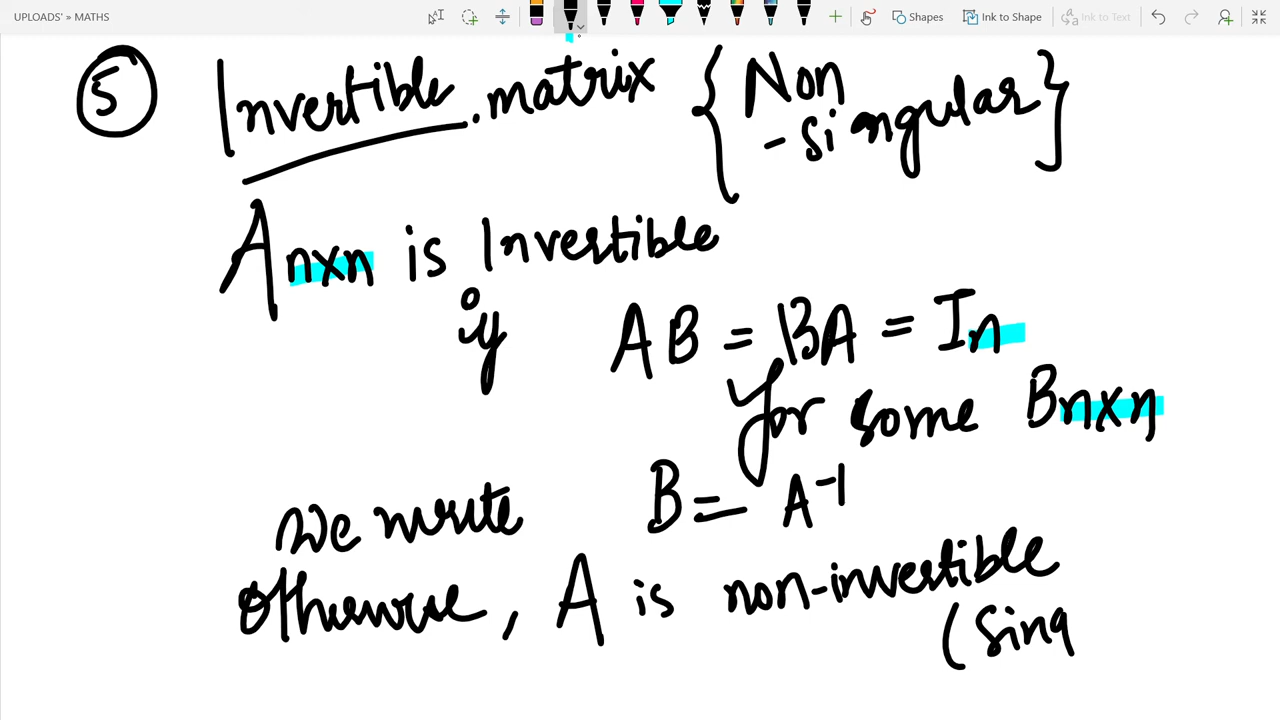 UPLOADS' » MATHS
Shapes
Ink to Shape
Ink to Text
5 Invertible matrix { Non
-Singular }
Anxn is Invertible
if AB = BA = In
for some Bnxn
We write B = A⁻¹
otherwise, A is non-invertible
(Sing